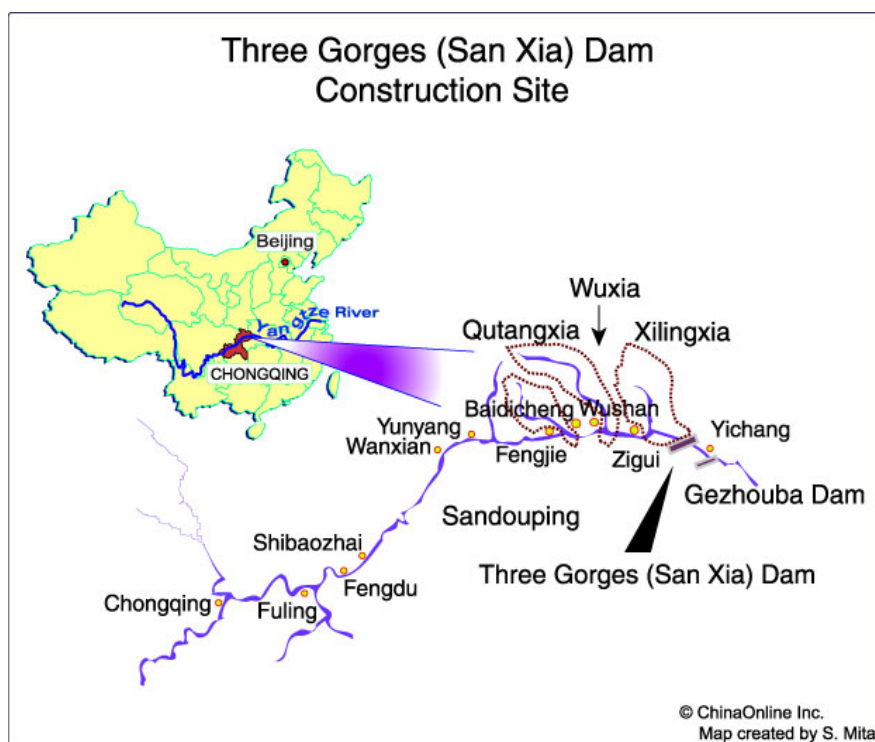 Three Gorges (San Xia) Dam
Construction Site
Beijing
Yangtze River
CHONGQING
Wuxia
Qutangxia
Xilingxia
Baidicheng
Wushan
Yunyang
Wanxian
Fengjie
Zigui
Yichang
Gezhouba Dam
Sandouping
Shibaozhai
Three Gorges (San Xia) Dam
Fengdu
Chongqing
Fuling
© ChinaOnline Inc.
Map created by S. Mita